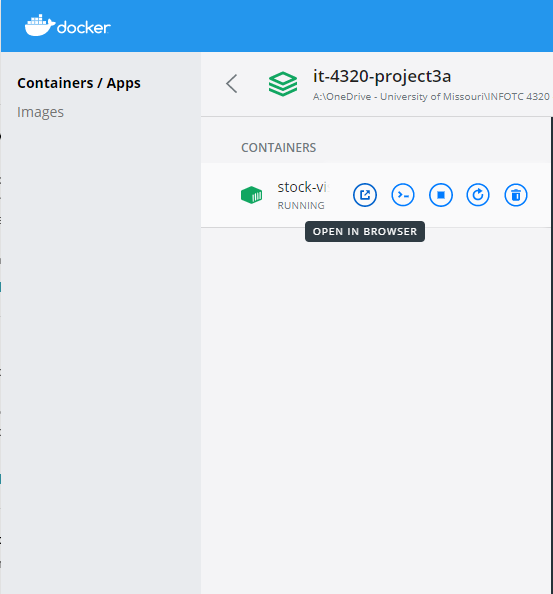 docker
Containers / Apps
Images
it-4320-project3a
A:\OneDrive - University of Missouri\INFOTC 4320
CONTAINERS
stock-vi
RUNNING
OPEN IN BROWSER